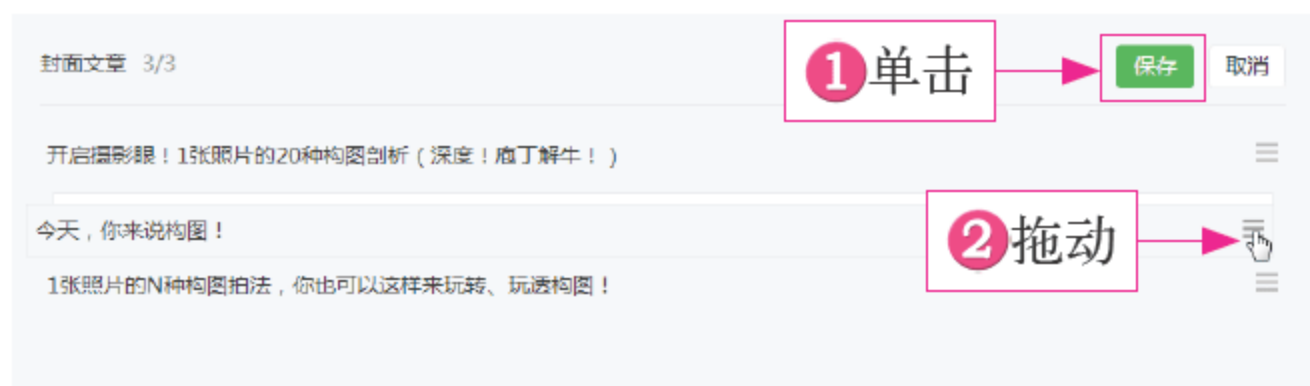 封面文章 3/3
❶单击
保存
取消
开启摄影眼！1张照片的20种构图剖析（深度！庖丁解牛！）
今天，你来说构图！
❷拖动
1张照片的N种构图拍法，你也可以这样来玩转、玩透构图！